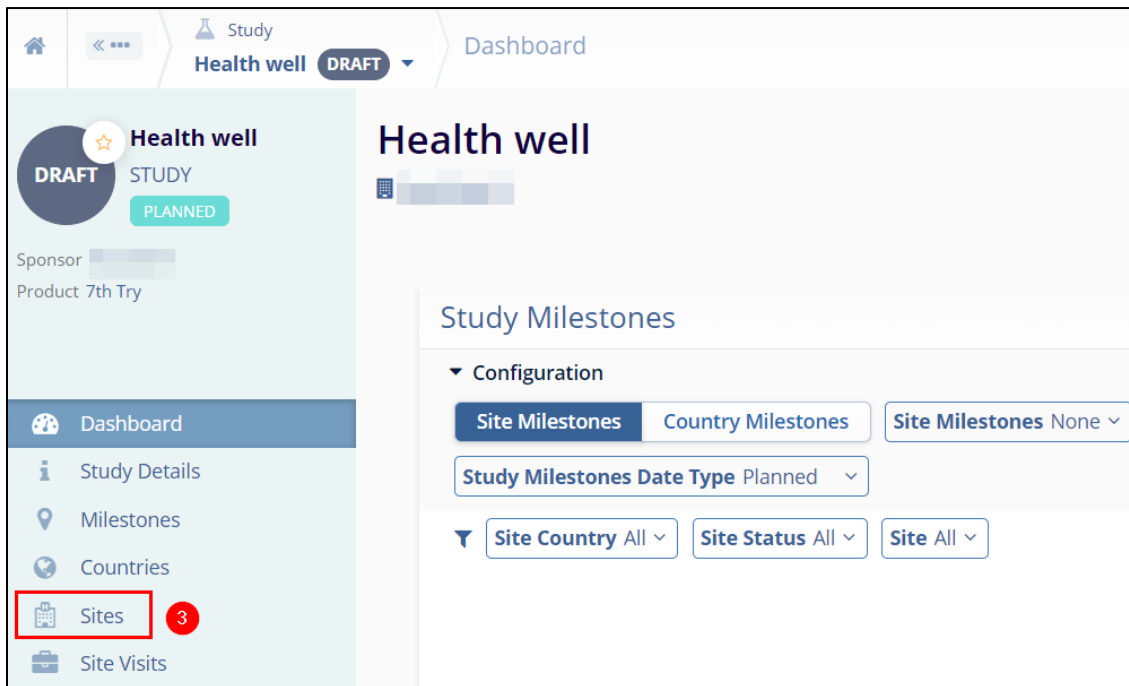 Study
Health well DRAFT
Dashboard
DRAFT
Health well
STUDY
PLANNED
Sponsor
Product 7th Try
Dashboard
Study Details
Milestones
Countries
Sites 3
Site Visits
Health well
Study Milestones
Configuration
Site Milestones Country Milestones Site Milestones None
Study Milestones Date Type Planned
Site Country All Site Status All Site All